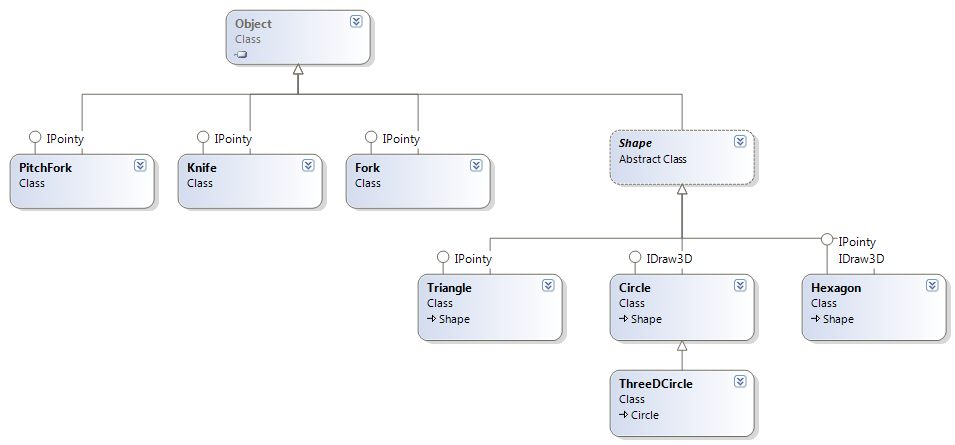 Object
Class
IPointy
IPointy
IPointy
PitchFork
Class
Knife
Class
Fork
Class
Shape
Abstract Class
IPointy
IDraw3D
IPointy
IDraw3D
Triangle
Class
Shape
Circle
Class
Shape
Hexagon
Class
Shape
ThreeDCircle
Class
Circle